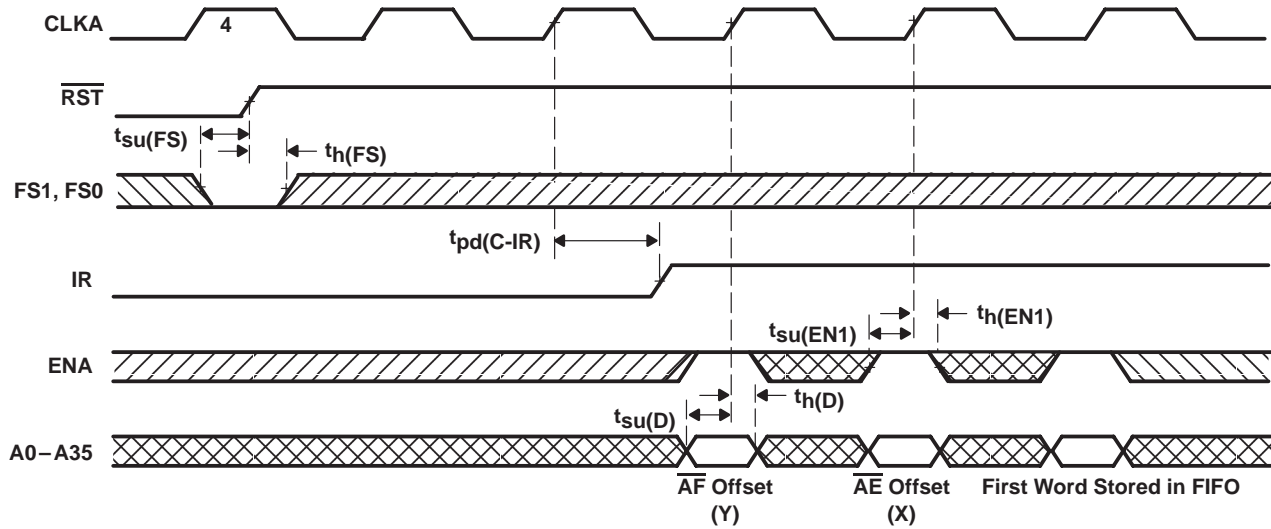 CLKA
4
RST
tsu(FS)
th(FS)
FS1, FS0
tpd(C-IR)
IR
tsu(EN1)
th(EN1)
ENA
tsu(D)
th(D)
A0–A35
AF Offset
(Y)
AE Offset
(X)
First Word Stored in FIFO